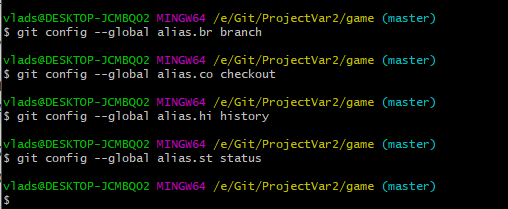 vlads@DESKTOP-JCMBQO2 MINGW64 /e/Git/ProjectVar2/game (master)
$ git config --global alias.br branch
vlads@DESKTOP-JCMBQO2 MINGW64 /e/Git/ProjectVar2/game (master)
$ git config --global alias.co checkout
vlads@DESKTOP-JCMBQO2 MINGW64 /e/Git/ProjectVar2/game (master)
$ git config --global alias.hi history
vlads@DESKTOP-JCMBQO2 MINGW64 /e/Git/ProjectVar2/game (master)
$ git config --global alias.st status
vlads@DESKTOP-JCMBQO2 MINGW64 /e/Git/ProjectVar2/game (master)
$